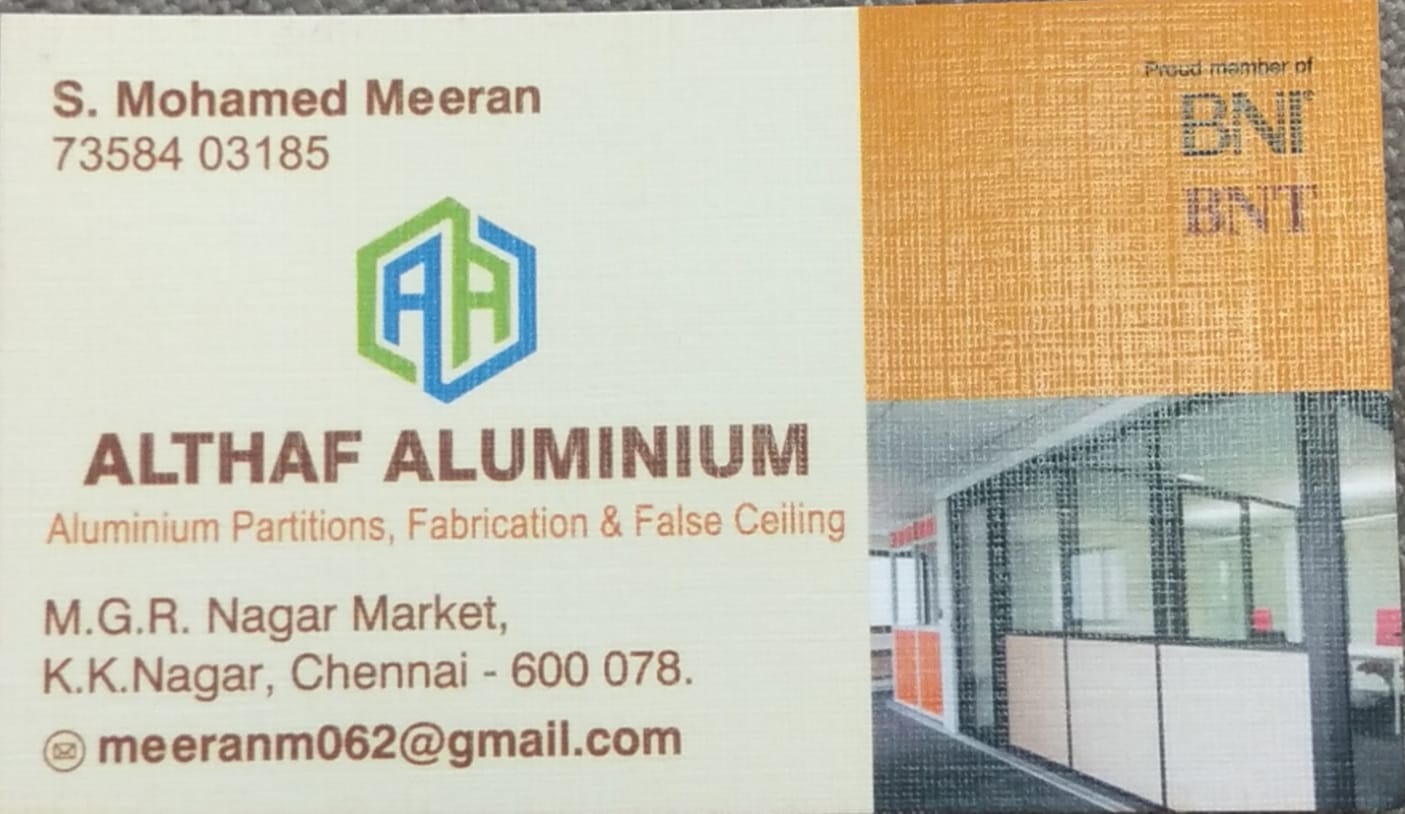 S. Mohamed Meeran
73584 03185
AA
ALTHAF ALUMINIUM
Aluminium Partitions, Fabrication & False Ceiling
M.G.R. Nagar Market,
K.K.Nagar, Chennai - 600 078.
meeranm062@gmail.com
Proud member of
BNI®
BNT